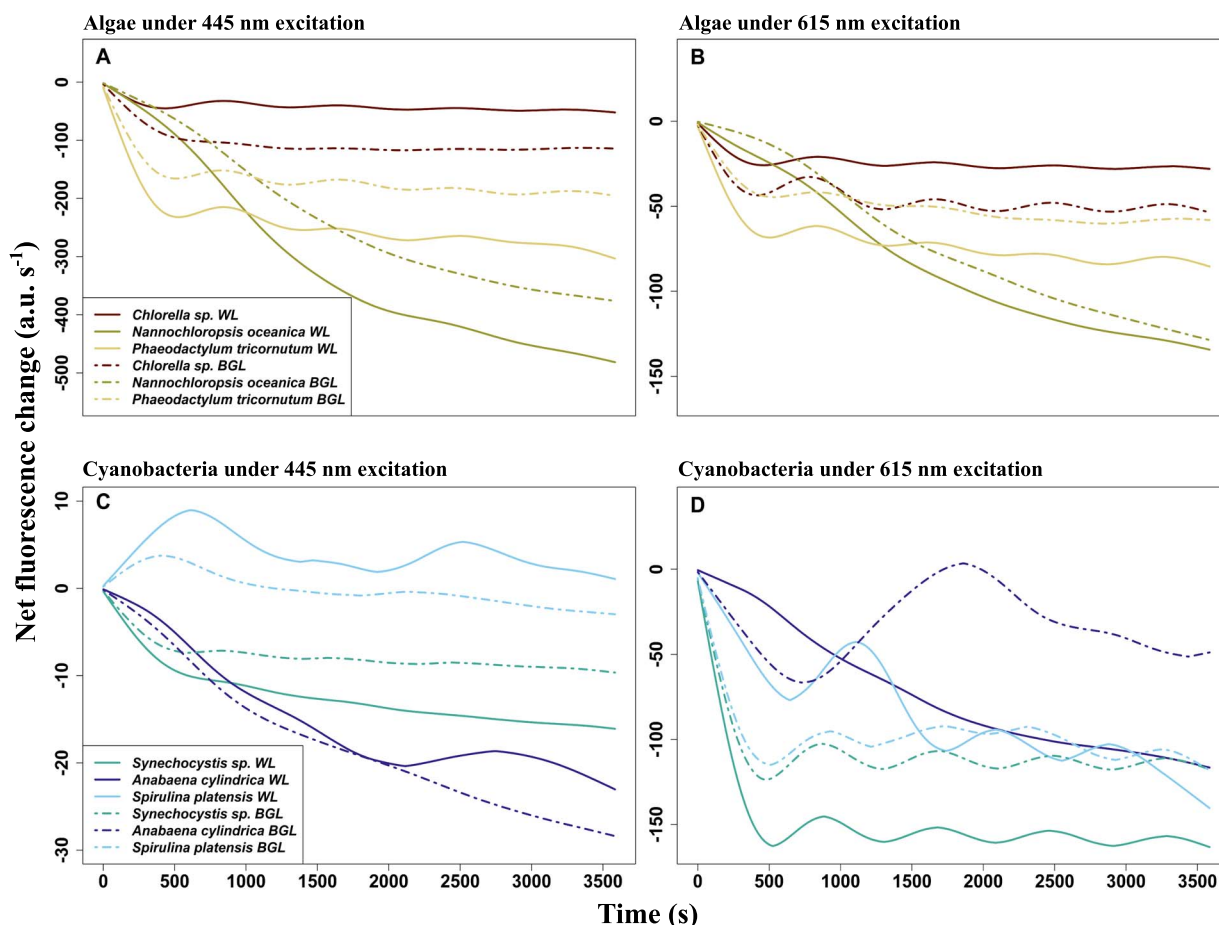 Algae under 445 nm excitation
Algae under 615 nm excitation
A
0
-100
-200
-300
-400
-500
Chlorella sp. WL
Nannochloropsis oceanica WL
Phaeodactylum tricornutum WL
Chlorella sp. BGL
Nannochloropsis oceanica BGL
Phaeodactylum tricornutum BGL
B
0
-50
-100
-150
Net fluorescence change (a.u. s⁻¹)
Cyanobacteria under 445 nm excitation
Cyanobacteria under 615 nm excitation
C
10
0
-10
-20
-30
Synechocystis sp. WL
Anabaena cylindrica WL
Spirulina platensis WL
Synechocystis sp. BGL
Anabaena cylindrica BGL
Spirulina platensis BGL
0 500 1000 1500 2000 2500 3000 3500
D
0
-50
-100
-150
0 500 1000 1500 2000 2500 3000 3500
Time (s)